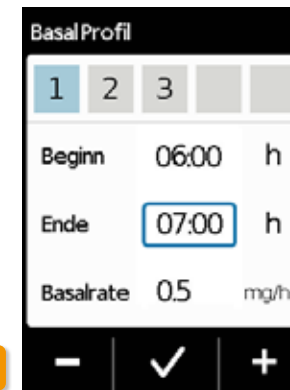 Basal Profil
1 2 3
Beginn 06:00 h
Ende 07:00 h
Basalrate 0.5 mg/h